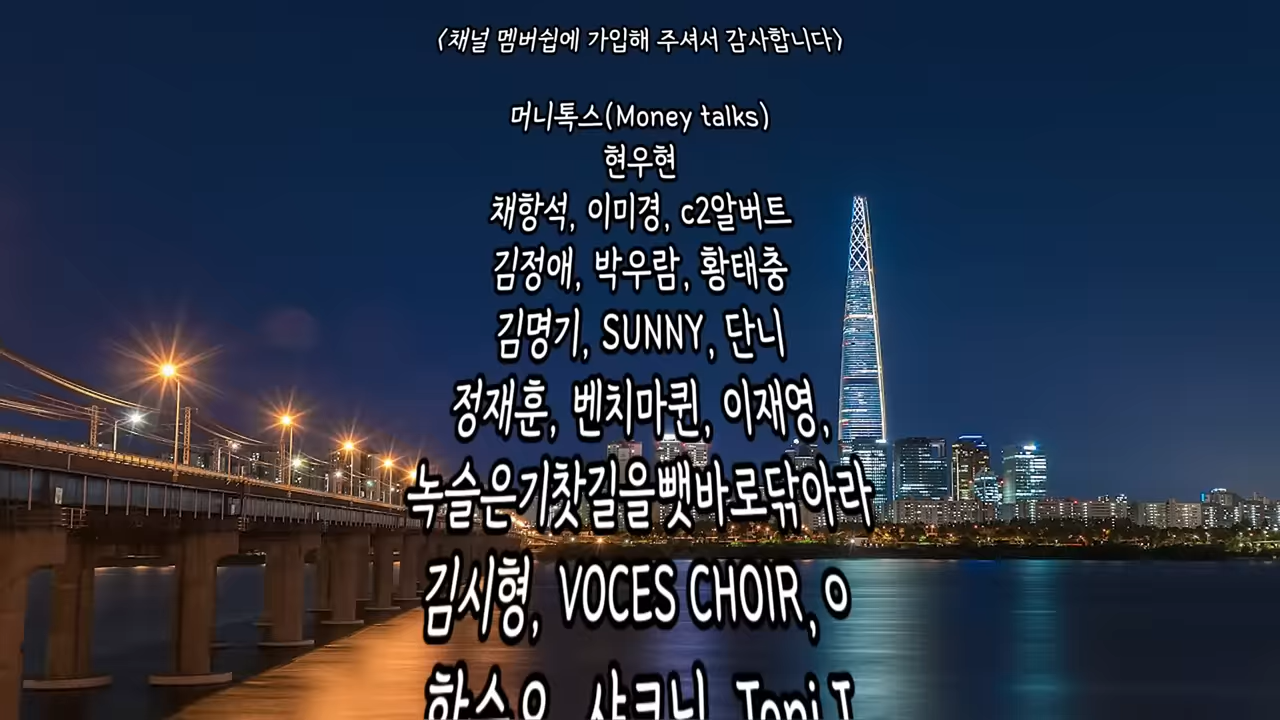 <채널 멤버쉽에 가입해 주셔서 감사합니다>
머니톡스(Money talks)
현우현
채항석, 이미경, c2알버트
김정애, 박우람, 황태충
김명기, SUNNY, 단니
정재훈, 벤치마퀸, 이재영,
녹슬은기찻길을뺏바로닦아라
김시형, VOCES CHOIR, ㅇ